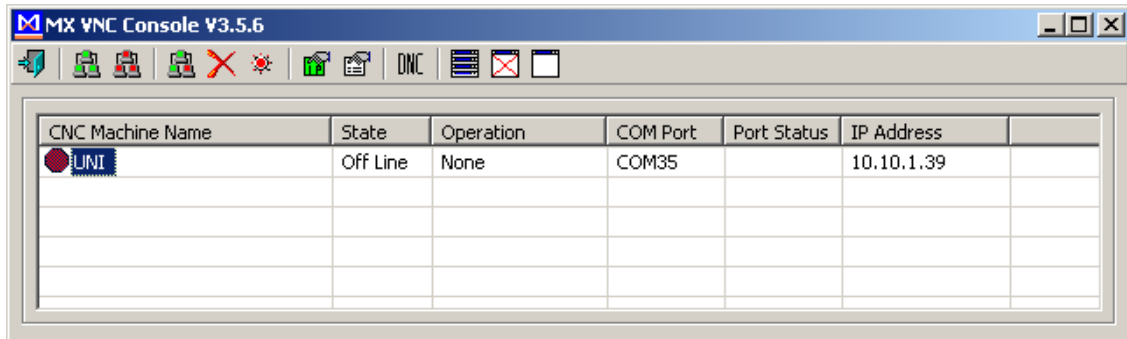 MX VNC Console V3.5.6
DNC
CNC Machine Name State Operation COM Port Port Status IP Address
UNI Off Line None COM35 10.10.1.39